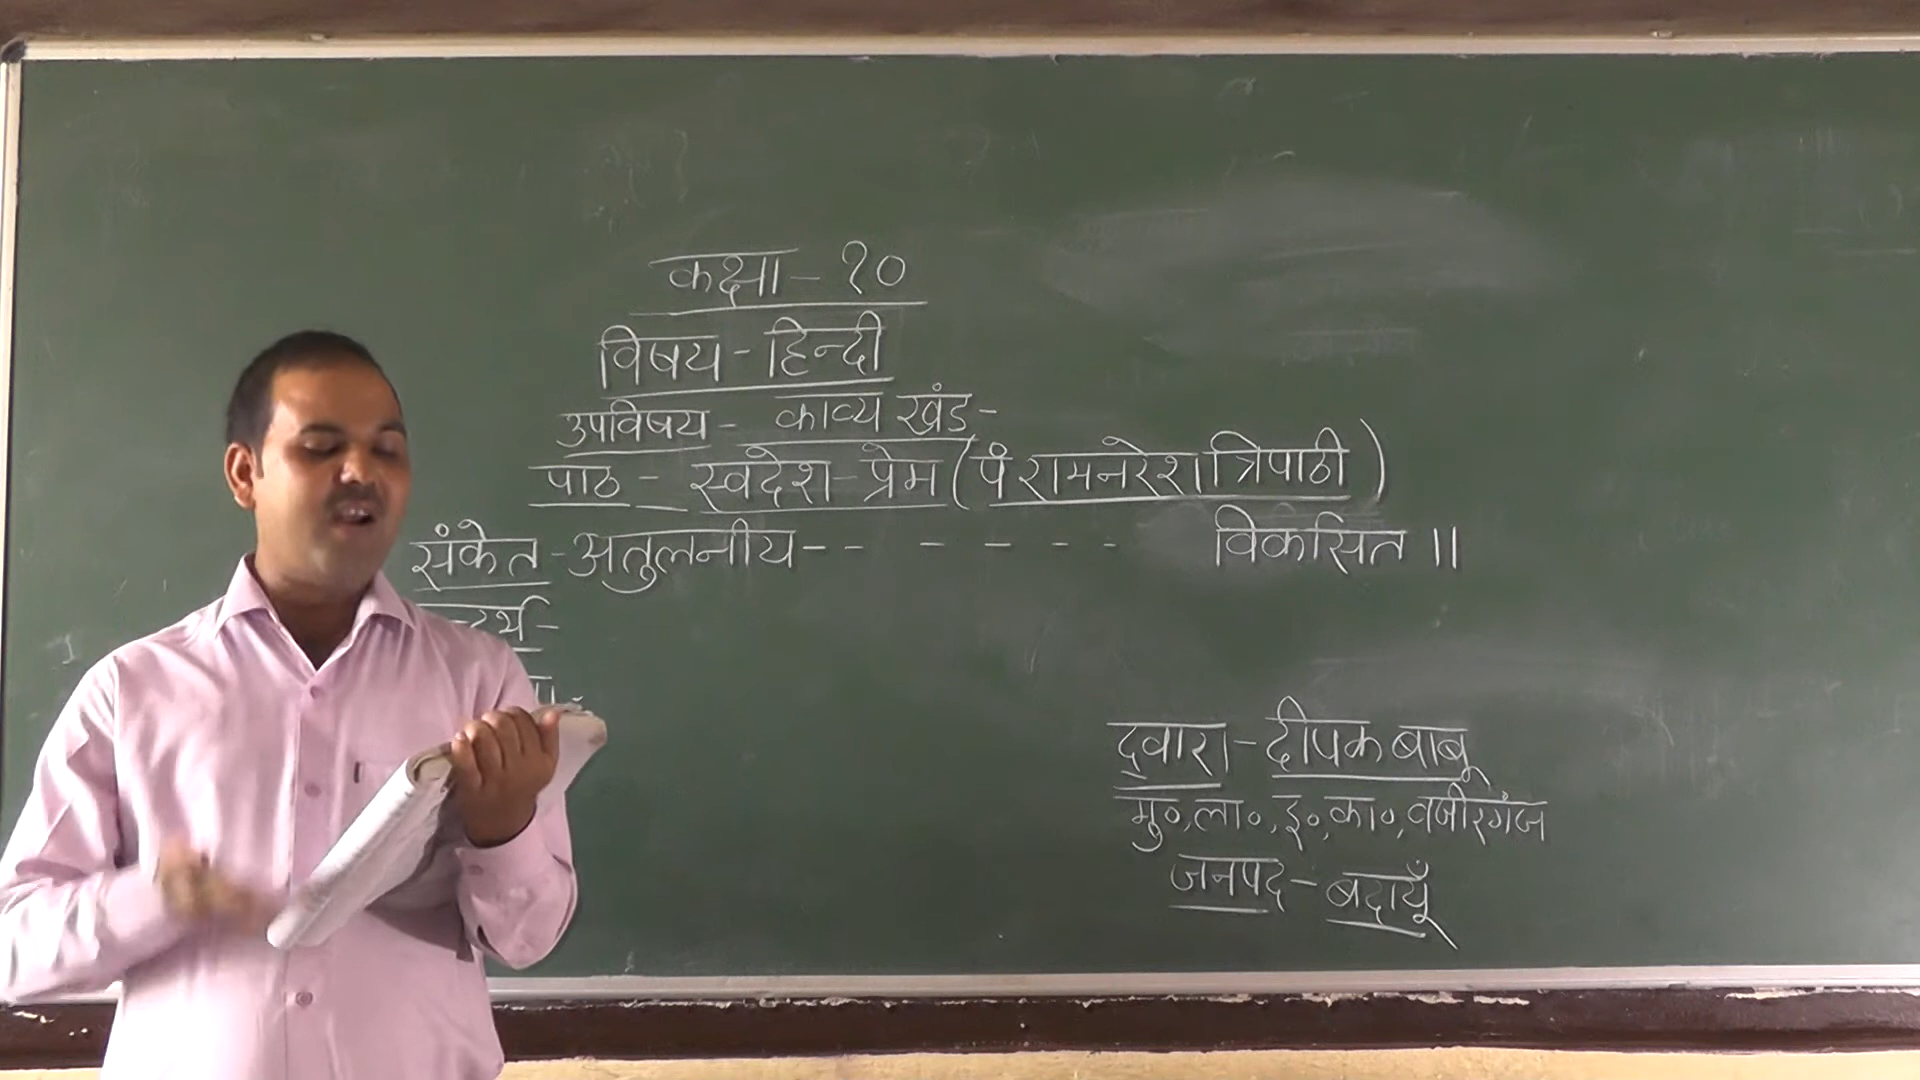 कक्षा - १०
विषय - हिन्दी
उपविषय - काव्य खंड -
पाठ - स्वदेश - प्रेम (पं रामनरेश त्रिपाठी)
संकेत - अतुलनीय - - - - - - विकसित ॥
द्वारा - दीपक बाबू
मु०, ला०, इ०, का०, वजीरगंज
जनपद - बदायूँ